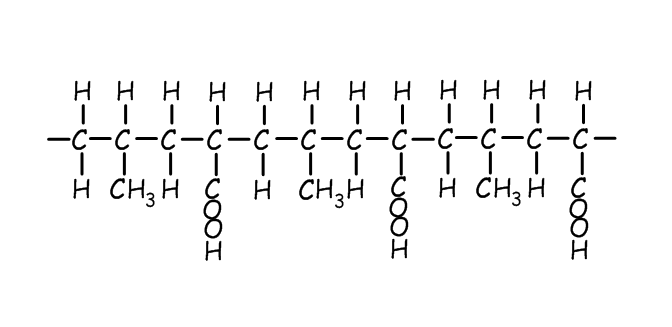 H H H H H H H H H H H H
–C–C–C–C–C–C–C–C–C–C–C–C–
H CH₃ H C H CH₃ H C H CH₃ H C
O O O
O O O
H H H